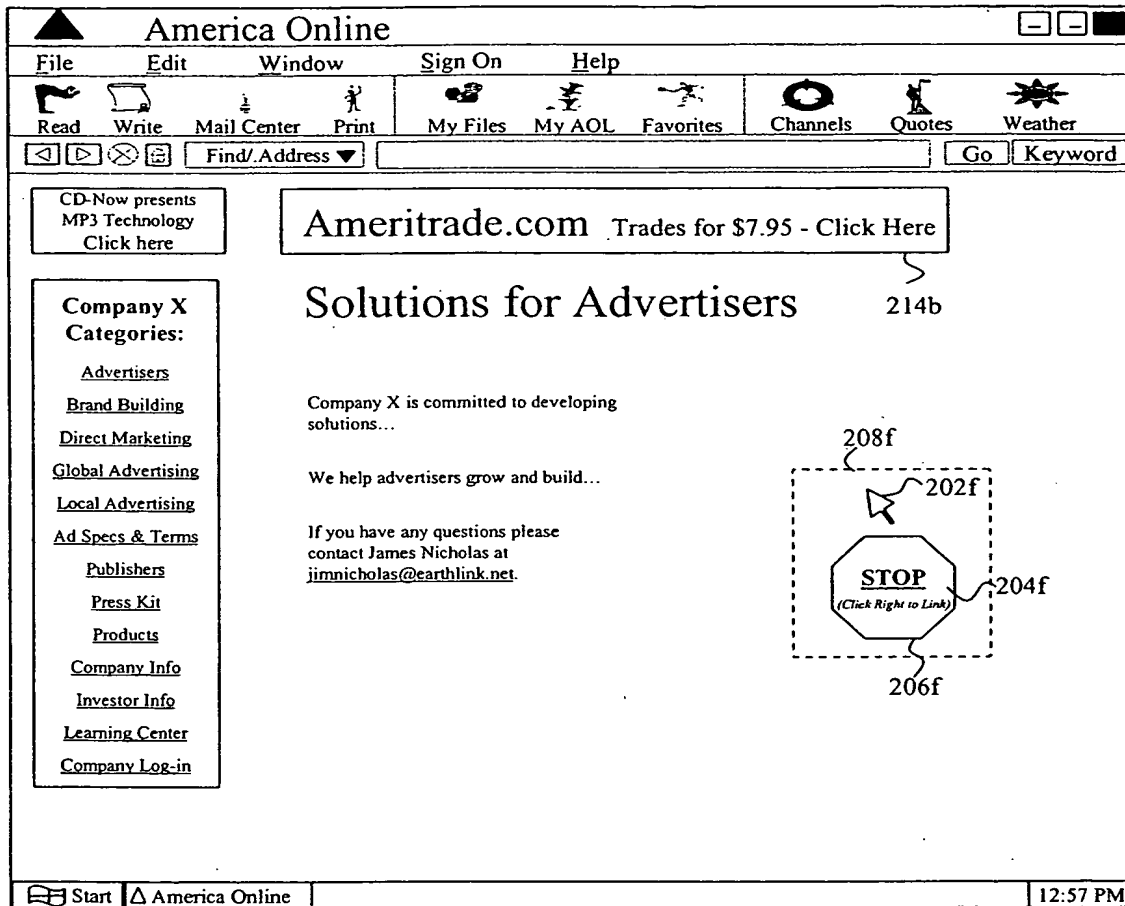 America Online
File Edit Window Sign On Help
Read Write Mail Center Print My Files My AOL Favorites Channels Quotes Weather
Find/.Address ▼ Go Keyword
CD-Now presents
MP3 Technology
Click here
Ameritrade.com Trades for $7.95 - Click Here
214b
Company X
Categories:
Advertisers
Brand Building
Direct Marketing
Global Advertising
Local Advertising
Ad Specs & Terms
Publishers
Press Kit
Products
Company Info
Investor Info
Learning Center
Company Log-in
Solutions for Advertisers
Company X is committed to developing
solutions...
We help advertisers grow and build...
If you have any questions please
contact James Nicholas at
jimnicholas@earthlink.net.
208f
202f
STOP
(Click Right to Link)
204f
206f
Start America Online 12:57 PM